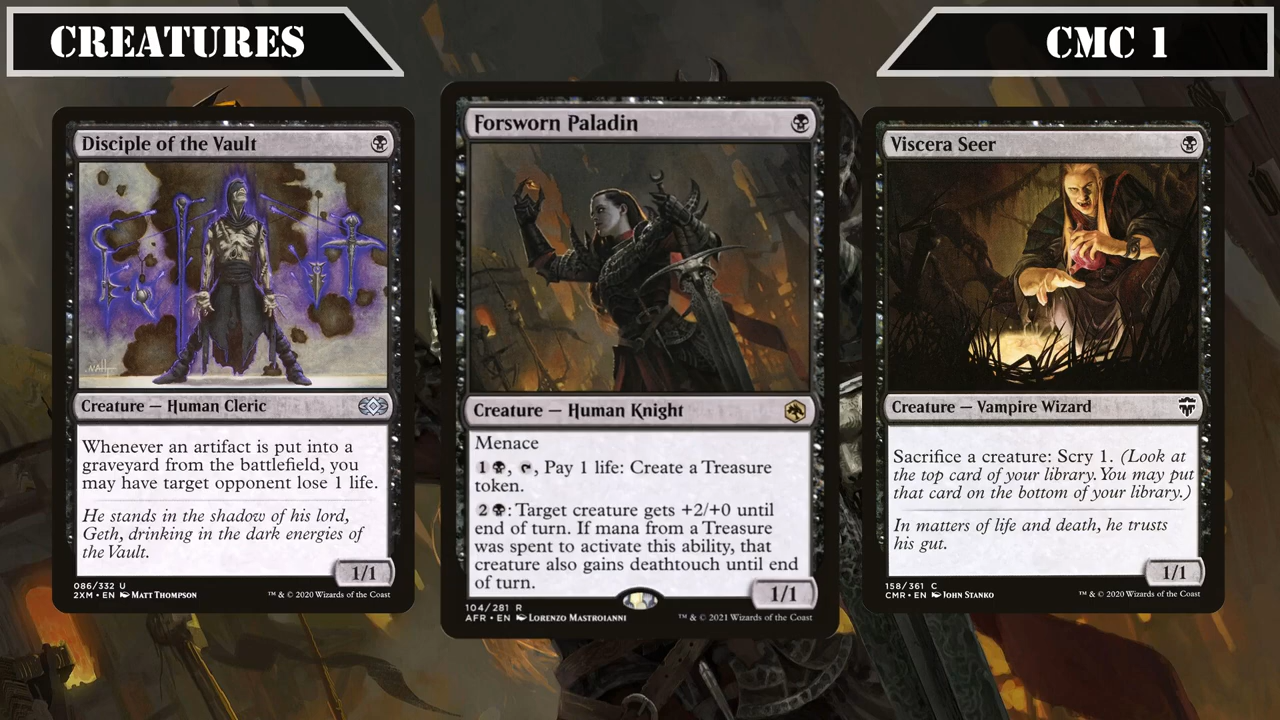 CREATURES
CMC 1
Disciple of the Vault
Creature — Human Cleric
Whenever an artifact is put into a
graveyard from the battlefield, you
may have target opponent lose 1 life.
He stands in the shadow of his lord,
Geth, drinking in the dark energies of
the Vault.
1/1
086/332 U
2XM • EN Matt Thompson
™ & © 2020 Wizards of the Coast
Forsworn Paladin
Creature — Human Knight
Menace
1 , , Pay 1 life: Create a Treasure
token.
2 : Target creature gets +2/+0 until
end of turn. If mana from a Treasure
was spent to activate this ability, that
creature also gains deathtouch until end
of turn.
1/1
104/281 R
AFR • EN Lorenzo Mastroianni
™ & © 2021 Wizards of the Coast
Viscera Seer
Creature — Vampire Wizard
Sacrifice a creature: Scry 1. (Look at
the top card of your library. You may put
that card on the bottom of your library.)
In matters of life and death, he trusts
his gut.
1/1
158/361 C
CMR • EN John Stanko
™ & © 2020 Wizards of the Coast